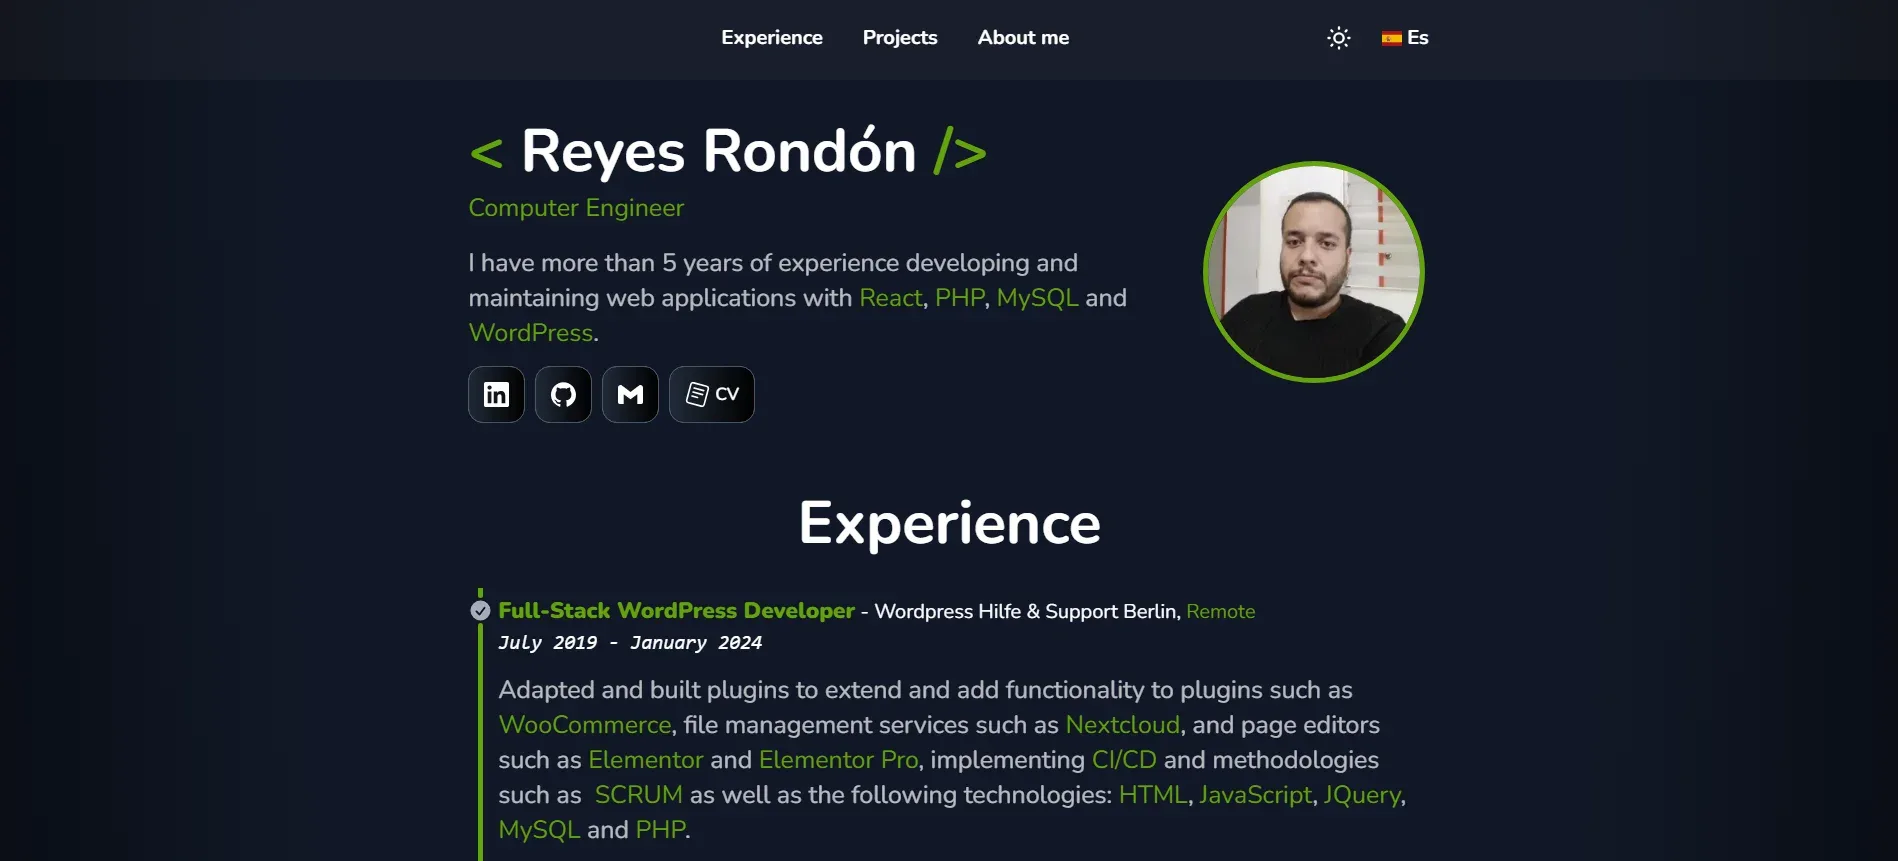 Experience Projects About me Es
< Reyes Rondón />
Computer Engineer
I have more than 5 years of experience developing and
maintaining web applications with React, PHP, MySQL and
WordPress.
in CV
Experience
Full-Stack WordPress Developer - Wordpress Hilfe & Support Berlin, Remote
July 2019 - January 2024
Adapted and built plugins to extend and add functionality to plugins such as
WooCommerce, file management services such as Nextcloud, and page editors
such as Elementor and Elementor Pro, implementing CI/CD and methodologies
such as SCRUM as well as the following technologies: HTML, JavaScript, JQuery,
MySQL and PHP.